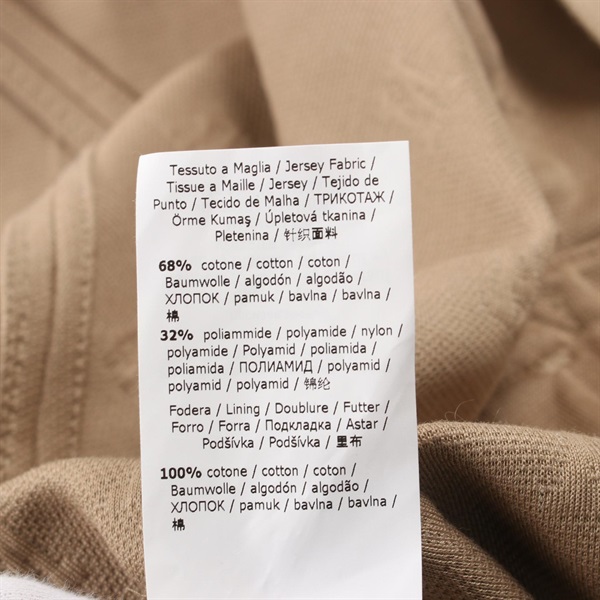 Tessuto a Maglia / Jersey Fabric /
Tissue a Maille / Jersey / Tejido de
Punto / Tecido de Malha / ТРИКОТАЖ /
Örme Kumaş / Úpletová tkanina /
Pletenina / 针织面料
68% cotone / cotton / coton /
Baumwolle / algodón / algodão /
ХЛОПОК / pamuk / bavlna / bavlna /
棉
32% poliammide / polyamide / nylon /
polyamide / Polyamid / poliamida /
poliamida / ПОЛИАМИД / polyamid /
polyamid / polyamid / 锦纶
Fodera / Lining / Doublure / Futter /
Forro / Forra / Подкладка / Astar /
Podšívka / Podšívka / 里布
100% cotone / cotton / coton /
Baumwolle / algodón / algodão /
ХЛОПОК / pamuk / bavlna / bavlna /
棉